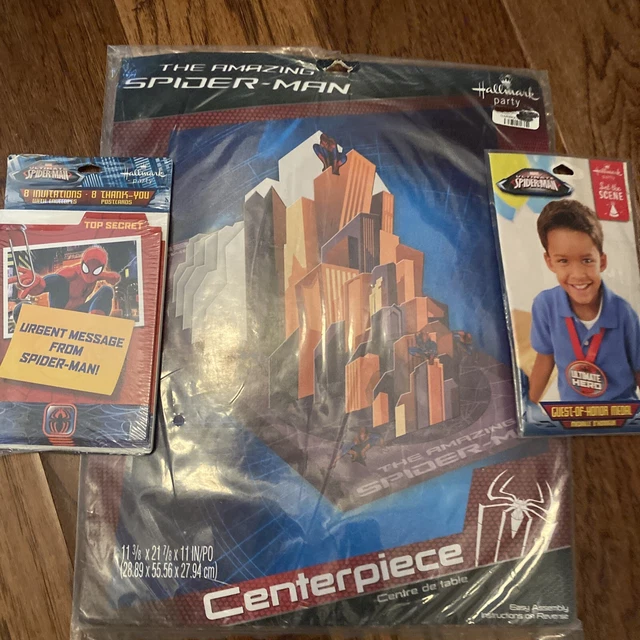 THE AMAZING
SPIDER-MAN
Hallmark
party
ULTIMATE
SPIDER-MAN
Hallmark
party
8 INVITATIONS
WITH ENVELOPES
8 THANK-YOU
POSTCARDS
TOP SECRET
URGENT MESSAGE
FROM
SPIDER-MAN!
ULTIMATE
SPIDER-MAN
Hallmark
party
Set the
SCENE
ULTIMATE
HERO
GUEST-OF-HONOR MEDAL
THE AMAZING
SPIDER-M
11 3/8 x 21 7/8 x 11 IN/PO
(28.89 x 55.56 x 27.94 cm)
Centerpiece
Centre de table
Easy Assembly
Instructions on Reverse